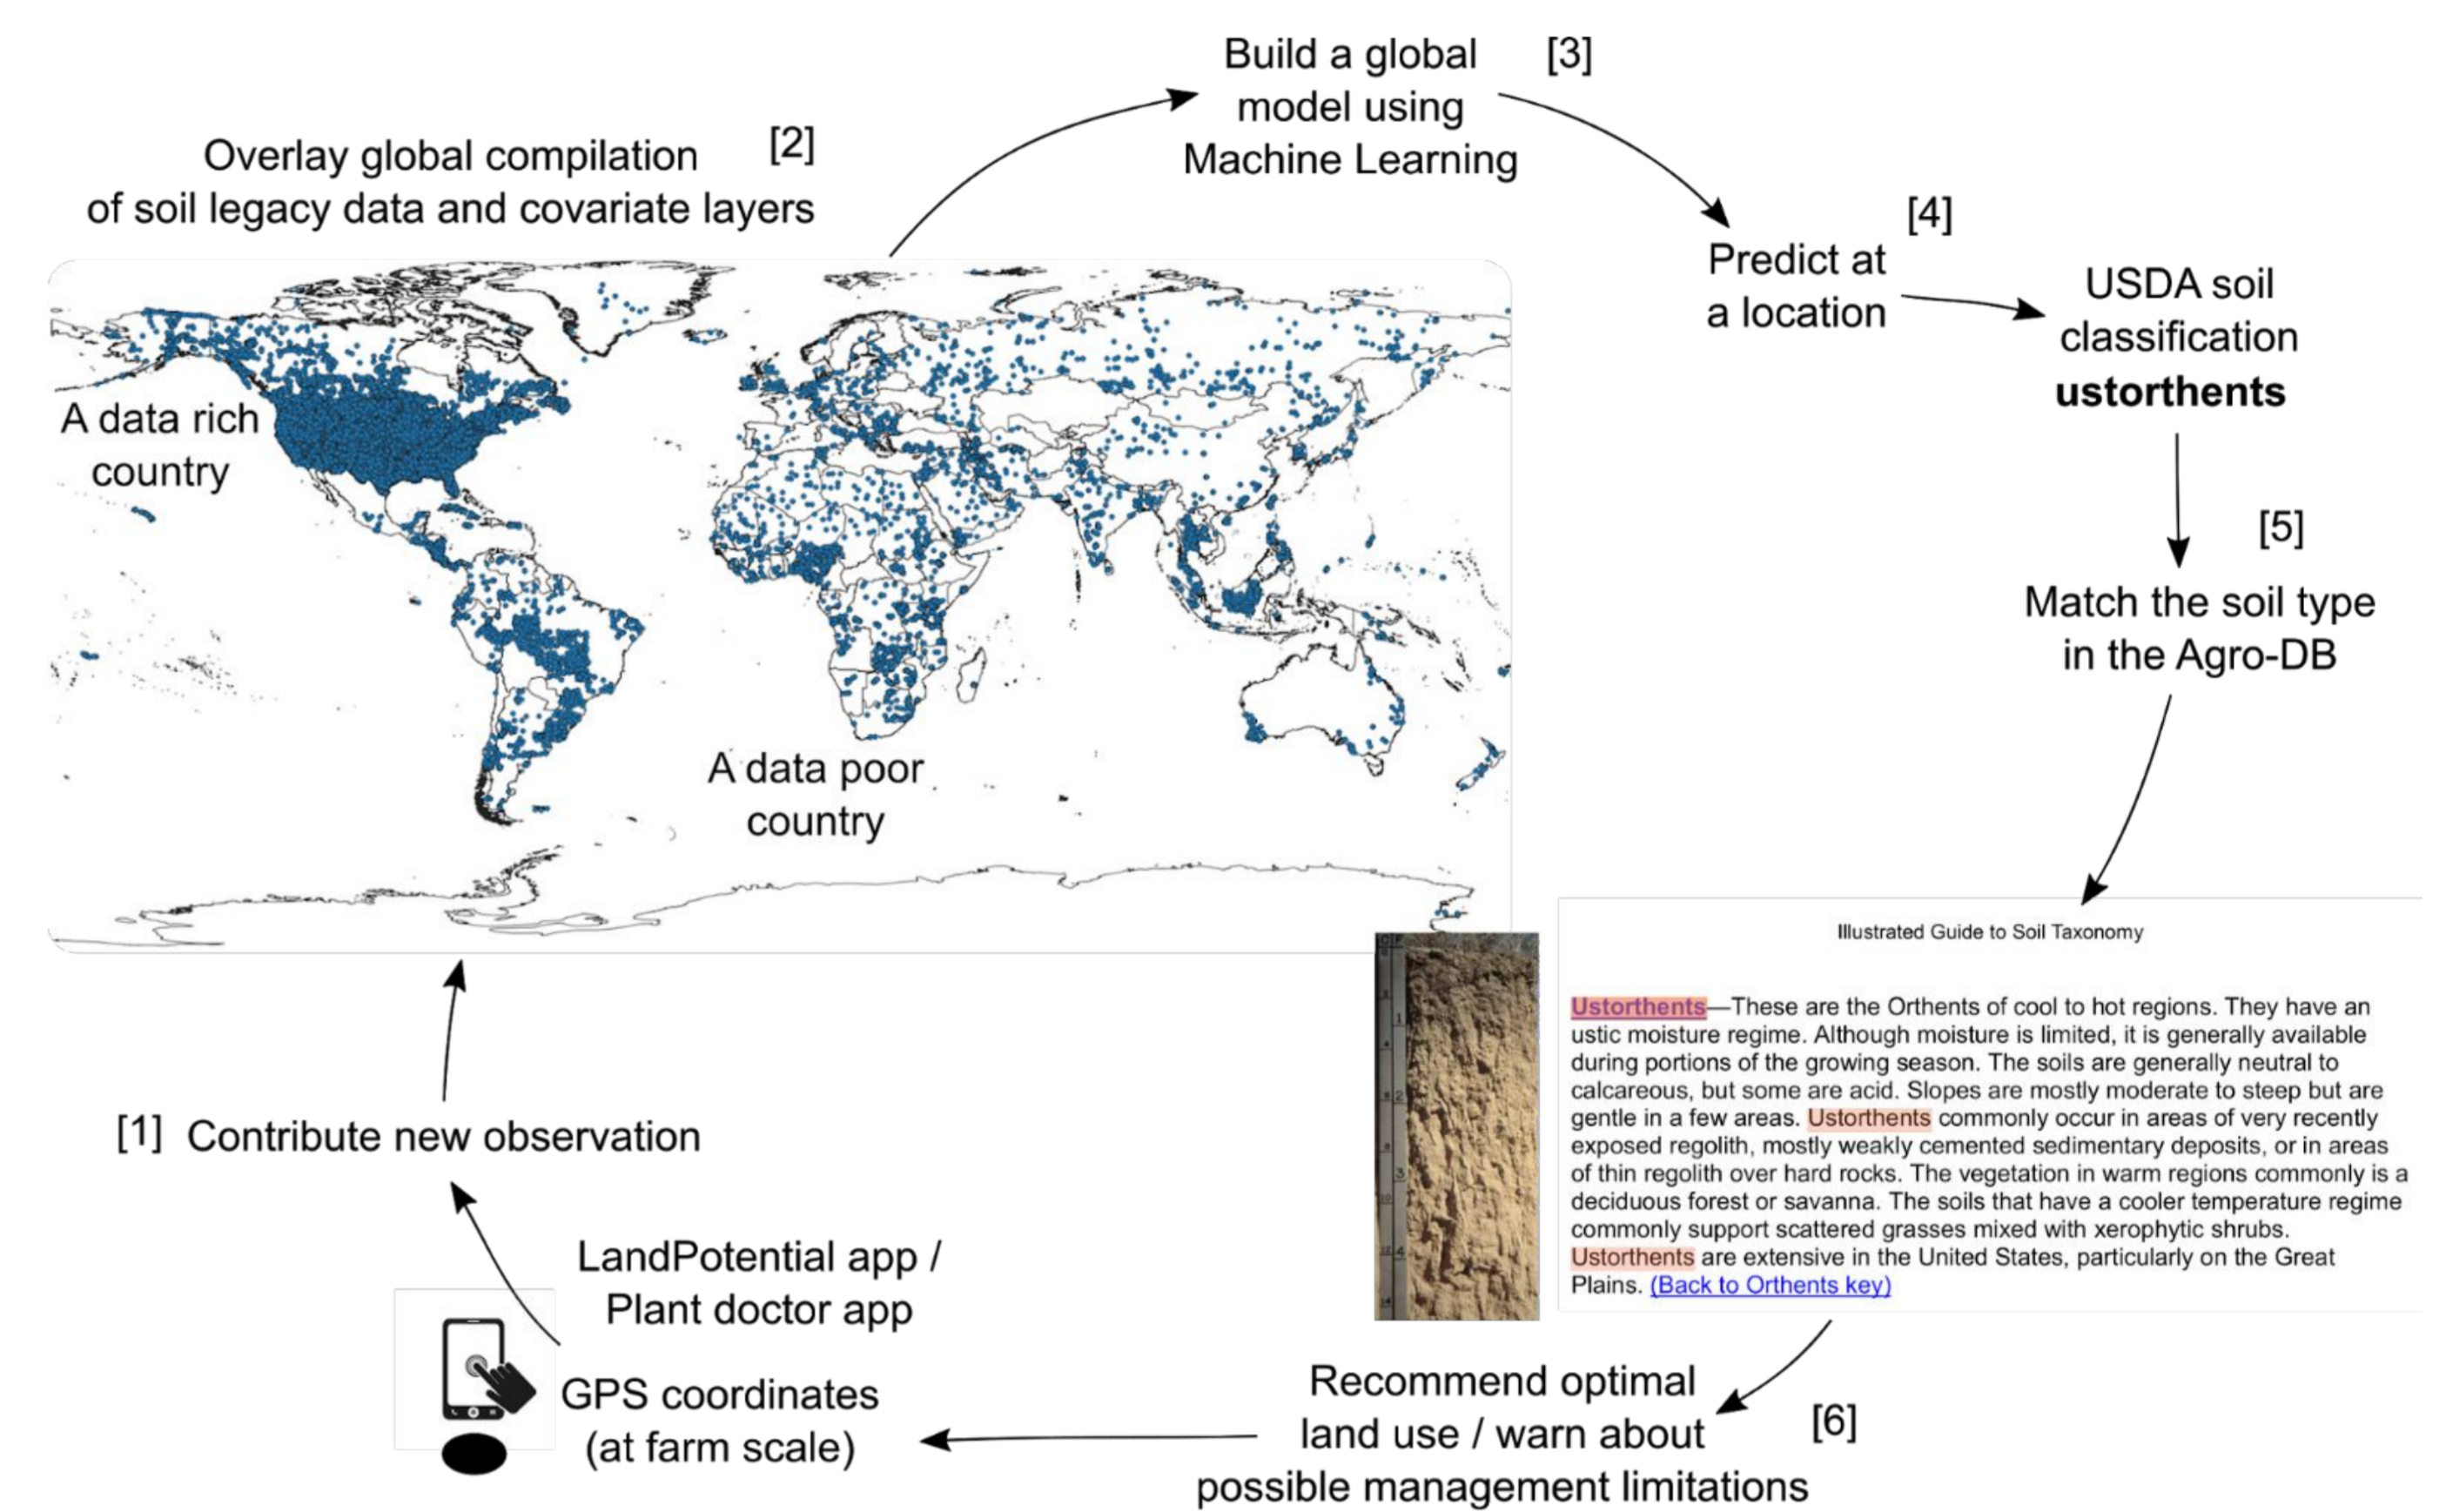 Build a global
model using
Machine Learning
[3]
Overlay global compilation
of soil legacy data and covariate layers
[2]
[4]
Predict at
a location
USDA soil
classification
ustorthents
A data rich
country
A data poor
country
[5]
Match the soil type
in the Agro-DB
Illustrated Guide to Soil Taxonomy
Ustorthents—These are the Orthents of cool to hot regions. They have an
ustic moisture regime. Although moisture is limited, it is generally available
during portions of the growing season. The soils are generally neutral to
calcareous, but some are acid. Slopes are mostly moderate to steep but are
gentle in a few areas. Ustorthents commonly occur in areas of very recently
exposed regolith, mostly weakly cemented sedimentary deposits, or in areas
of thin regolith over hard rocks. The vegetation in warm regions commonly is a
deciduous forest or savanna. The soils that have a cooler temperature regime
commonly support scattered grasses mixed with xerophytic shrubs.
Ustorthents are extensive in the United States, particularly on the Great
Plains. (Back to Orthents key)
[1] Contribute new observation
LandPotential app /
Plant doctor app
GPS coordinates
(at farm scale)
Recommend optimal
land use / warn about
possible management limitations
[6]